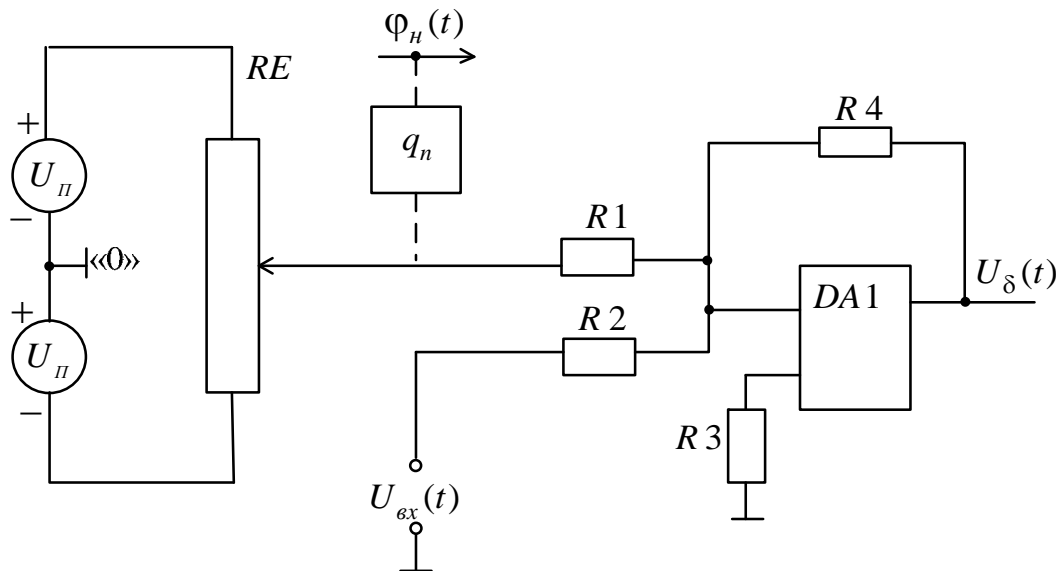 φн(t)
RE
+
Uп
−
«0»
+
Uп
−
qп
R1
R2
R3
R4
DA1
Uδ(t)
Uвх(t)